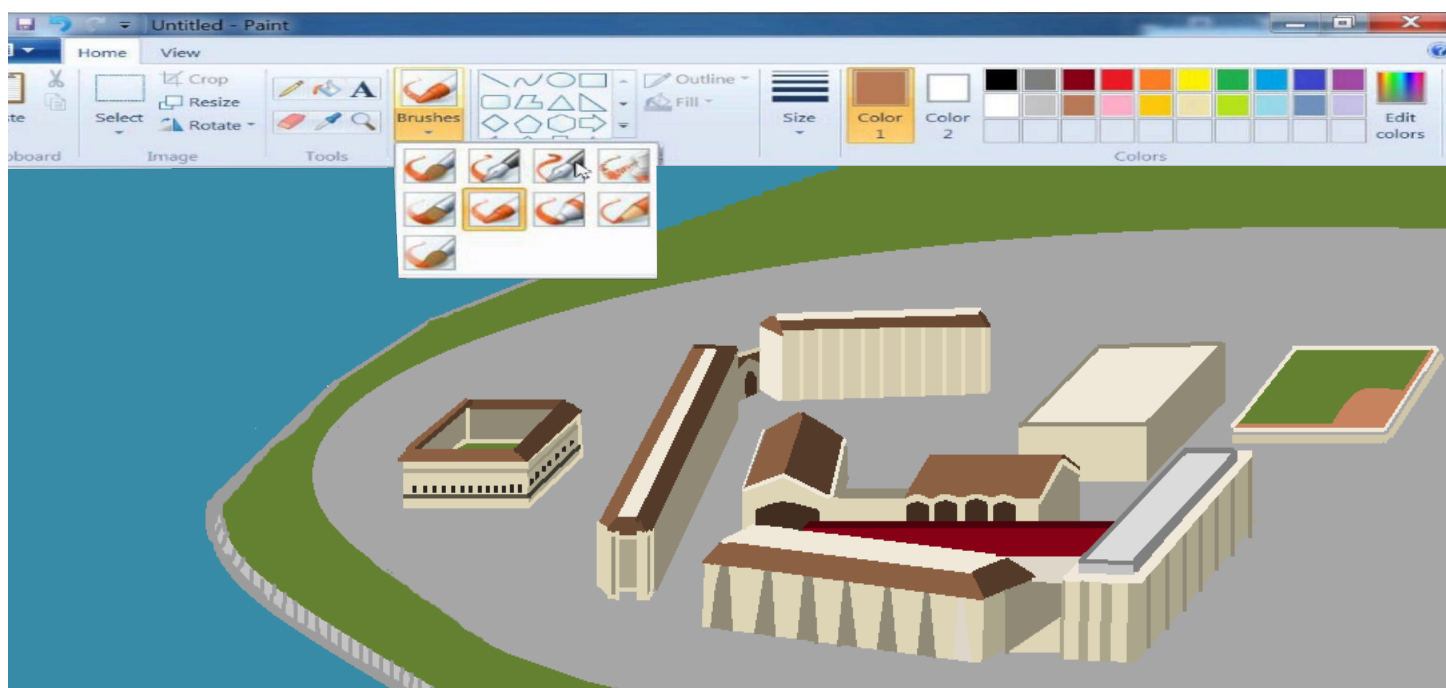 Untitled - Paint
Home View
Crop
Resize
Rotate
Select
A
Brushes
Outline
Fill
Size
Color 1
Color 2
Edit colors
Image
Tools
Colors